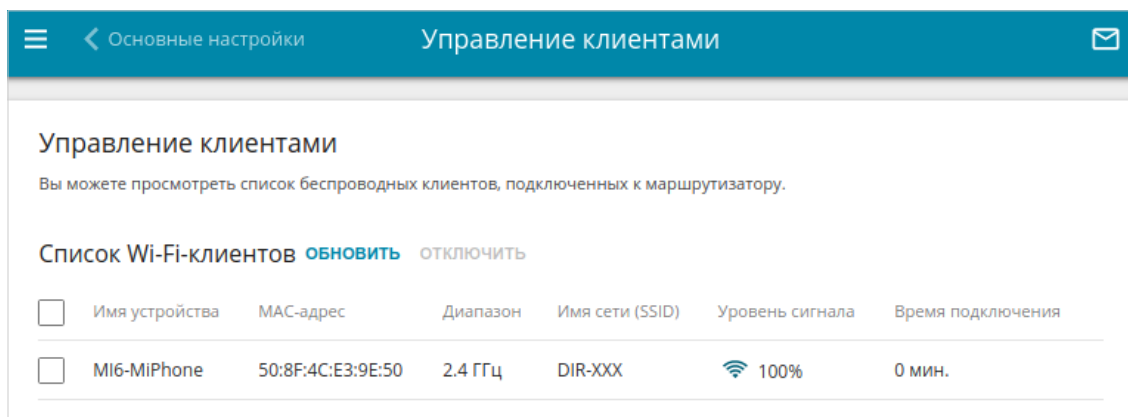 Основные настройки Управление клиентами
Управление клиентами
Вы можете просмотреть список беспроводных клиентов, подключенных к маршрутизатору.
Список Wi-Fi-клиентов ОБНОВИТЬ ОТКЛЮЧИТЬ
Имя устройства MAC-адрес Диапазон Имя сети (SSID) Уровень сигнала Время подключения
MI6-MiPhone 50:8F:4C:E3:9E:50 2.4 ГГц DIR-XXX 100% 0 мин.